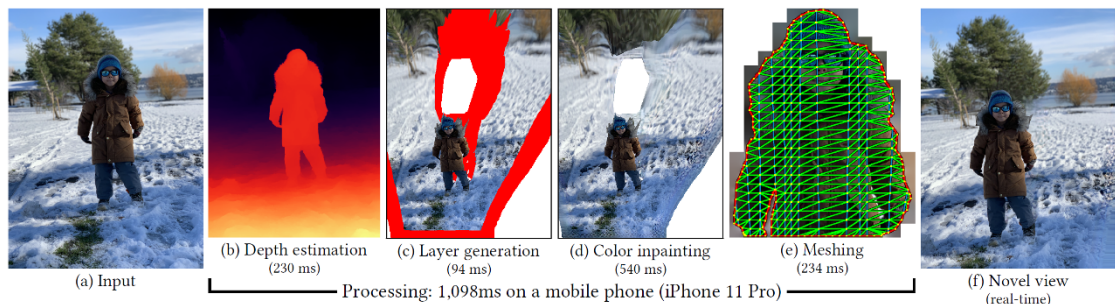 (a) Input
(b) Depth estimation
(230 ms)
(c) Layer generation
(94 ms)
(d) Color inpainting
(540 ms)
(e) Meshing
(234 ms)
(f) Novel view
(real-time)
Processing: 1,098ms on a mobile phone (iPhone 11 Pro)